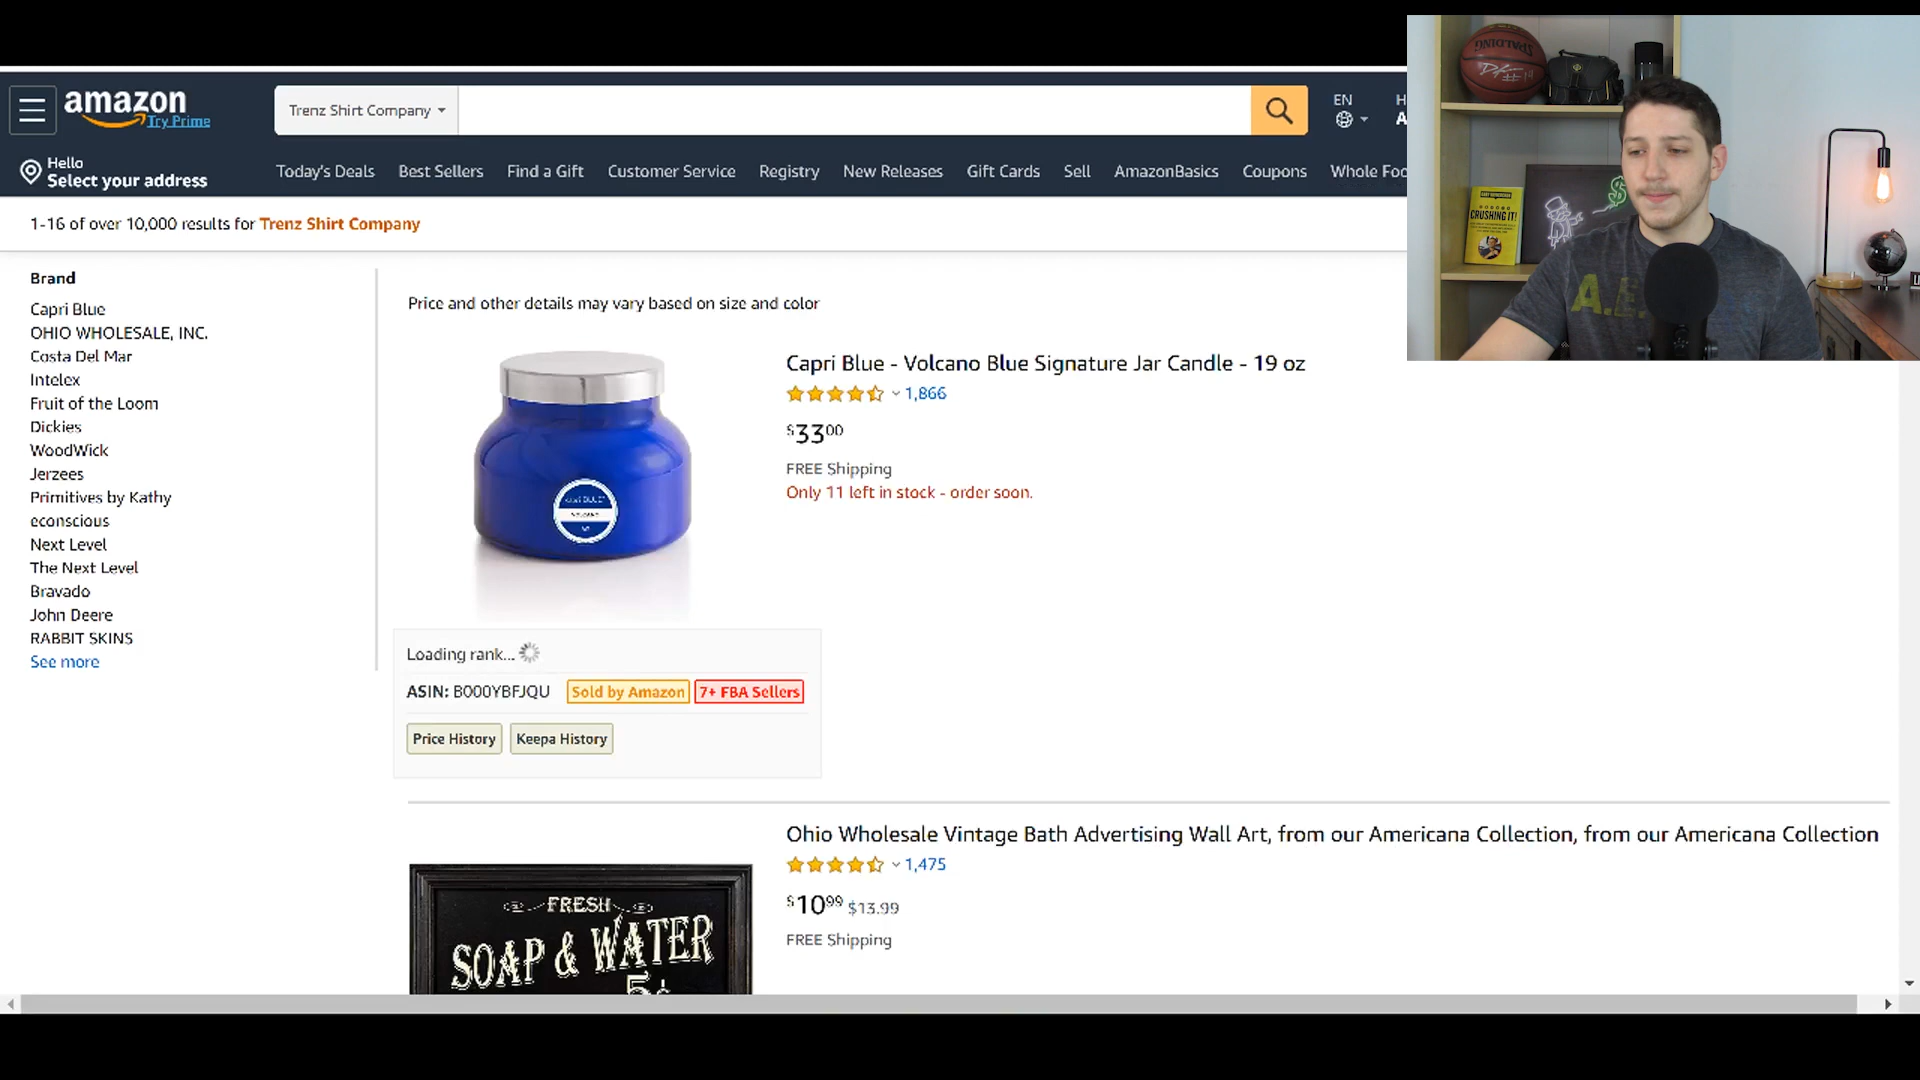 amazon
Try Prime
Trenz Shirt Company
EN
Hello
Select your address
Today's Deals
Best Sellers
Find a Gift
Customer Service
Registry
New Releases
Gift Cards
Sell
AmazonBasics
Coupons
Whole Foo
1-16 of over 10,000 results for Trenz Shirt Company
Brand
Capri Blue
OHIO WHOLESALE, INC.
Costa Del Mar
Intelex
Fruit of the Loom
Dickies
WoodWick
Jerzees
Primitives by Kathy
econscious
Next Level
The Next Level
Bravado
John Deere
RABBIT SKINS
See more
Price and other details may vary based on size and color
Capri Blue - Volcano Blue Signature Jar Candle - 19 oz
1,866
$3300
FREE Shipping
Only 11 left in stock - order soon.
CAPRI BLUE
VOLCANO
Loading rank...
ASIN: B000YBFJQU
Sold by Amazon
7+ FBA Sellers
Price History
Keepa History
Ohio Wholesale Vintage Bath Advertising Wall Art, from our Americana Collection, from our Americana Collection
1,475
$1099 $13.99
FREE Shipping
FRESH
SOAP & WATER
5¢
SPALDING
CRUSHING IT!
$
A.E.